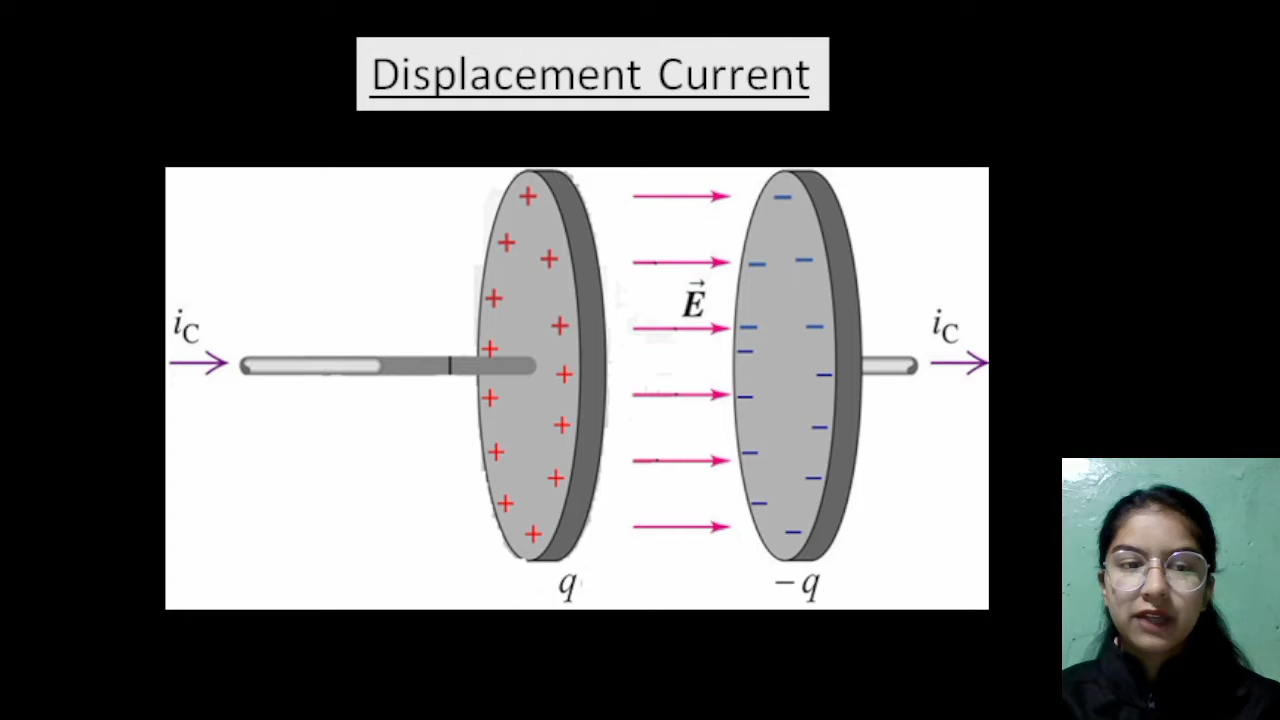 Displacement Current
+ −
+ + − −
+ E⃗
+ − −
i_C + − i_C
+ −
+ −
+ −
+ −
+ −
+ −
+ −
q −q